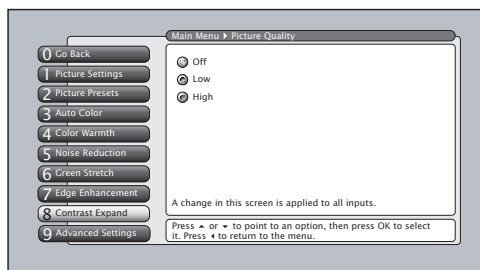 Main Menu ▶ Picture Quality
0 Go Back
1 Picture Settings
2 Picture Presets
3 Auto Color
4 Color Warmth
5 Noise Reduction
6 Green Stretch
7 Edge Enhancement
8 Contrast Expand
9 Advanced Settings
Off
Low
High
A change in this screen is applied to all inputs.
Press ▲ or ▼ to point to an option, then press OK to select
it. Press ◀ to return to the menu.